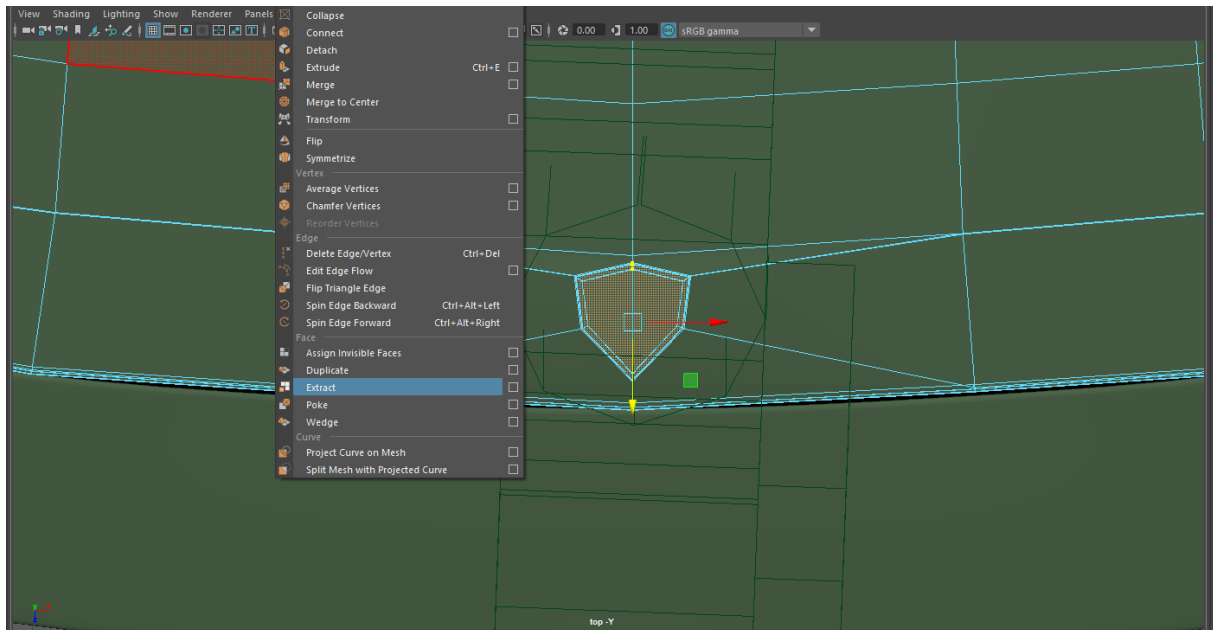 View Shading Lighting Show Renderer Panels
0.00 1.00 sRGB gamma
Collapse
Connect
Detach
Extrude Ctrl+E
Merge
Merge to Center
Transform
Flip
Symmetrize
Vertex
Average Vertices
Chamfer Vertices
Reorder Vertices
Edge
Delete Edge/Vertex Ctrl+Del
Edit Edge Flow
Flip Triangle Edge
Spin Edge Backward Ctrl+Alt+Left
Spin Edge Forward Ctrl+Alt+Right
Face
Assign Invisible Faces
Duplicate
Extract
Poke
Wedge
Curve
Project Curve on Mesh
Split Mesh with Projected Curve
top -Y